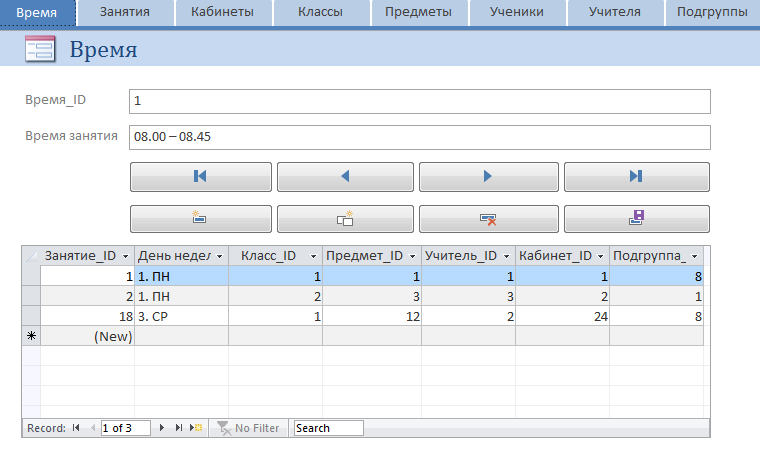 Время Занятия Кабинеты Классы Предметы Ученики Учителя Подгруппы
Время
Время_ID 1
Время занятия 08.00 – 08.45
Занятие_ID День недел Класс_ID Предмет_ID Учитель_ID Кабинет_ID Подгруппа_
1 1. ПН 1 1 1 1 8
2 1. ПН 2 3 3 2 1
18 3. СР 1 12 2 24 8
(New)
Record: 1 of 3 No Filter Search